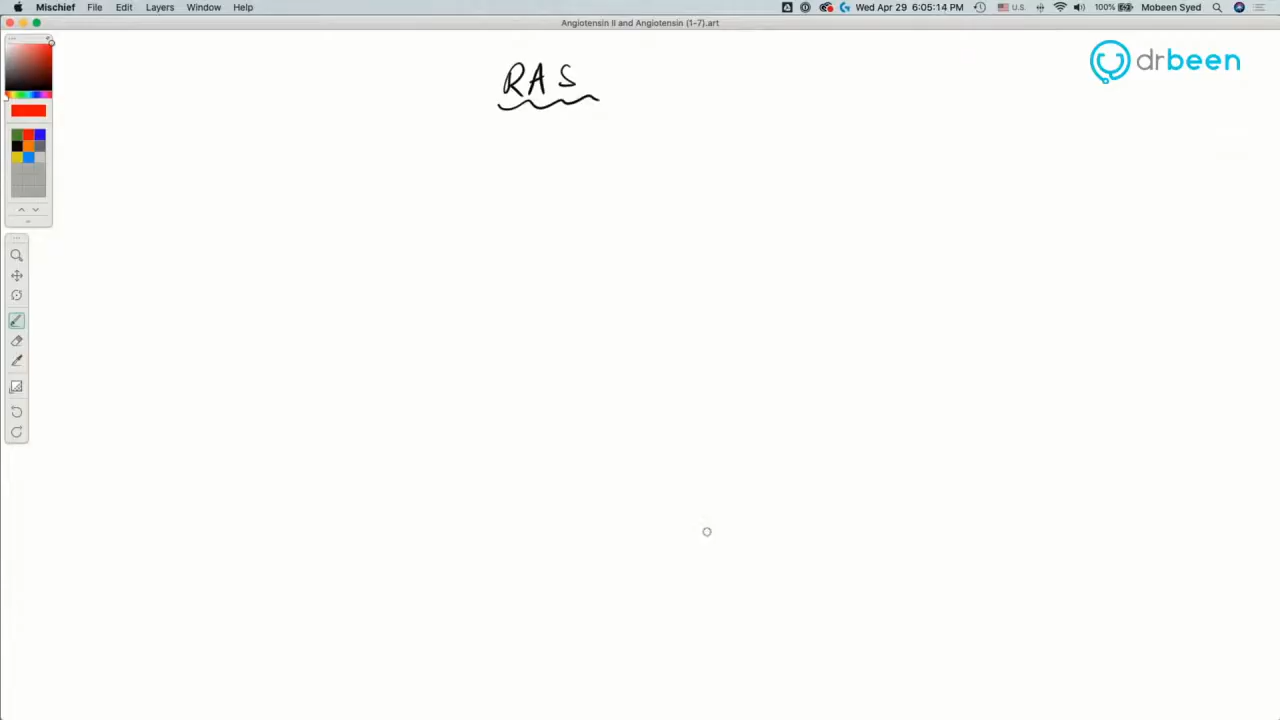 Mischief File Edit Layers Window Help Wed Apr 29 6:05:14 PM U.S. 100% Mobeen Syed
Angiotensin II and Angiotensin (1-7).art
drbeen
RAS